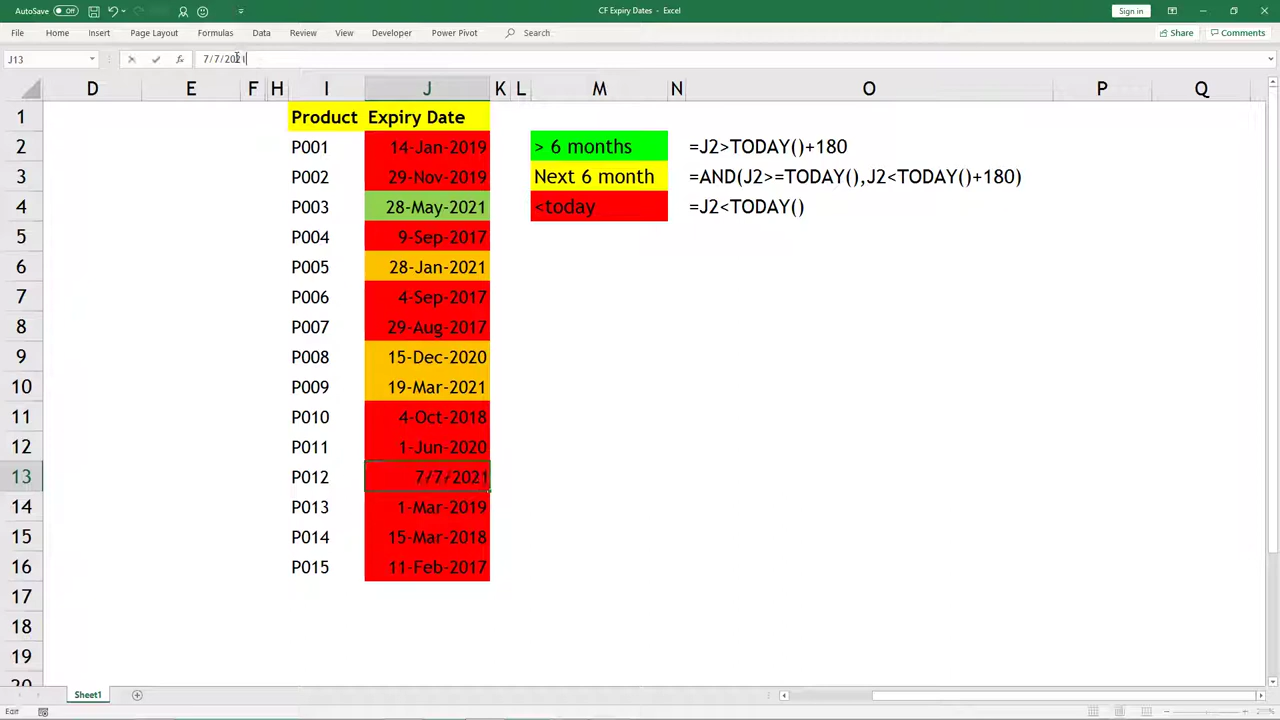 AutoSave Off CF Expiry Dates - Excel Sign in
File Home Insert Page Layout Formulas Data Review View Developer Power Pivot Search Share Comments
J13 fx 7/7/2021
D E F H I J K L M N O P Q
1 Product Expiry Date
2 P001 14-Jan-2019 > 6 months =J2>TODAY()+180
3 P002 29-Nov-2019 Next 6 month =AND(J2>=TODAY(),J2<TODAY()+180)
4 P003 28-May-2021 <today =J2<TODAY()
5 P004 9-Sep-2017
6 P005 28-Jan-2021
7 P006 4-Sep-2017
8 P007 29-Aug-2017
9 P008 15-Dec-2020
10 P009 19-Mar-2021
11 P010 4-Oct-2018
12 P011 1-Jun-2020
13 P012 7/7/2021
14 P013 1-Mar-2019
15 P014 15-Mar-2018
16 P015 11-Feb-2017
17
18
19
20
Sheet1
Edit